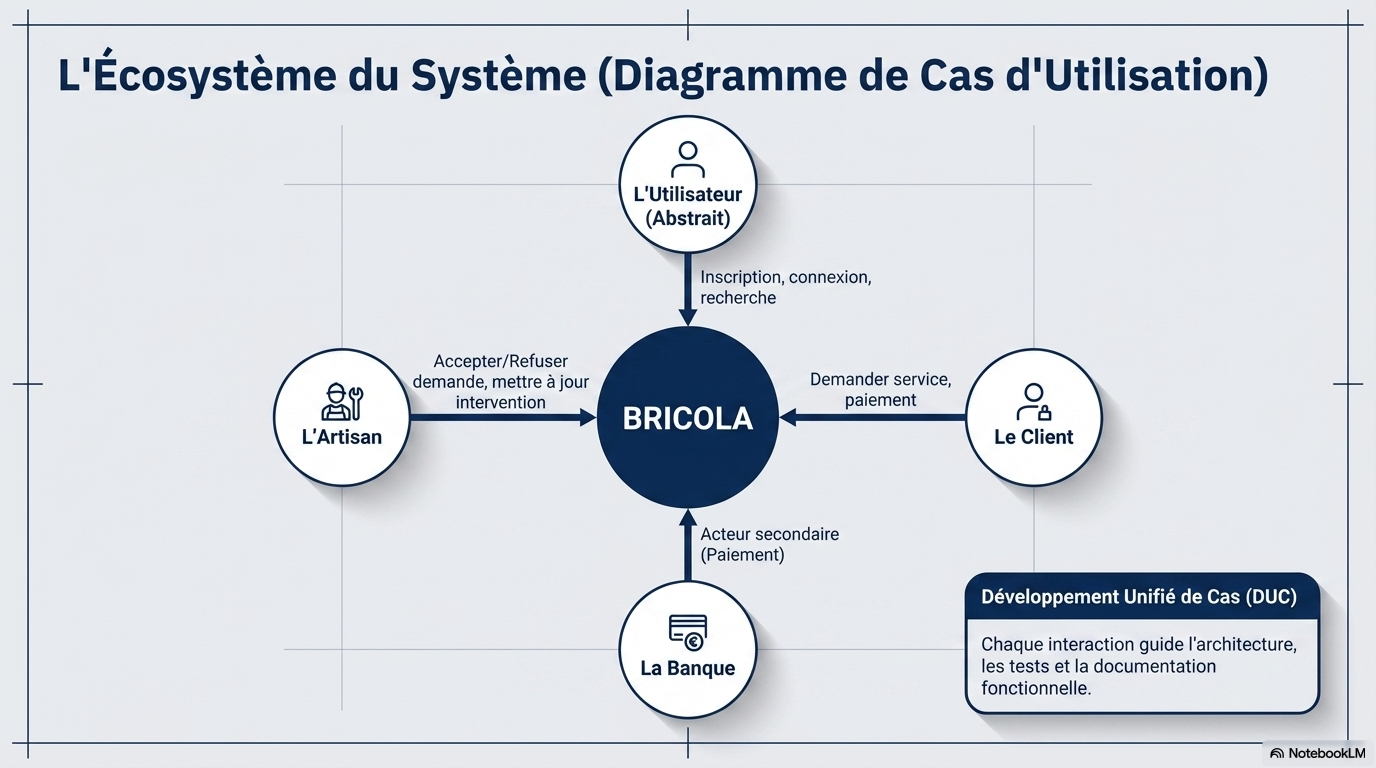 L'Écosystème du Système (Diagramme de Cas d'Utilisation)
L'Utilisateur
(Abstrait)
Inscription, connexion,
recherche
Accepter/Refuser
demande, mettre à jour
intervention
L'Artisan
BRICOLA
Demander service,
paiement
Le Client
Acteur secondaire
(Paiement)
La Banque
Développement Unifié de Cas (DUC)
Chaque interaction guide l'architecture,
les tests et la documentation
fonctionnelle.
NotebookLM